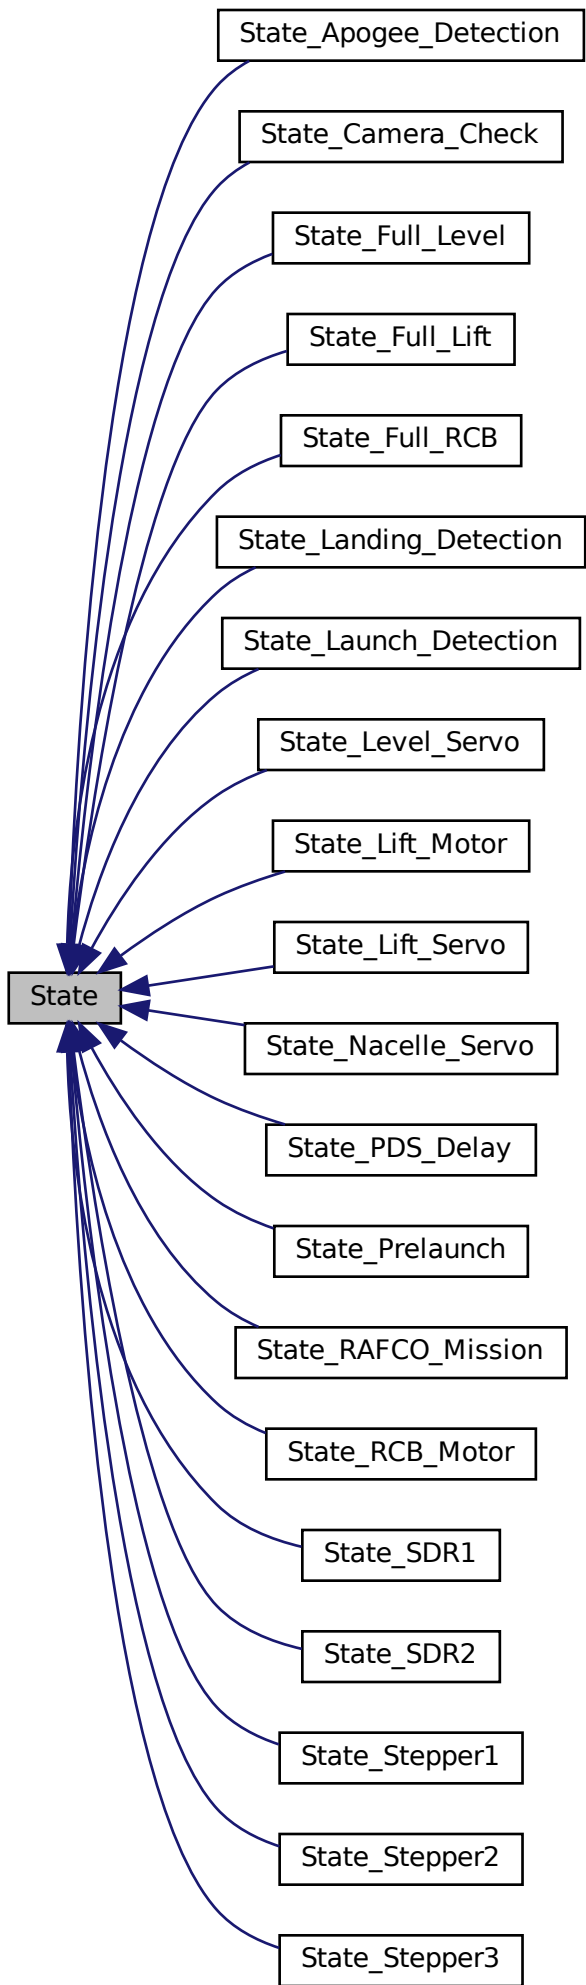 State_Apogee_Detection
State_Camera_Check
State_Full_Level
State_Full_Lift
State_Full_RCB
State_Landing_Detection
State_Launch_Detection
State_Level_Servo
State_Lift_Motor
State_Lift_Servo
State
State_Nacelle_Servo
State_PDS_Delay
State_Prelaunch
State_RAFCO_Mission
State_RCB_Motor
State_SDR1
State_SDR2
State_Stepper1
State_Stepper2
State_Stepper3